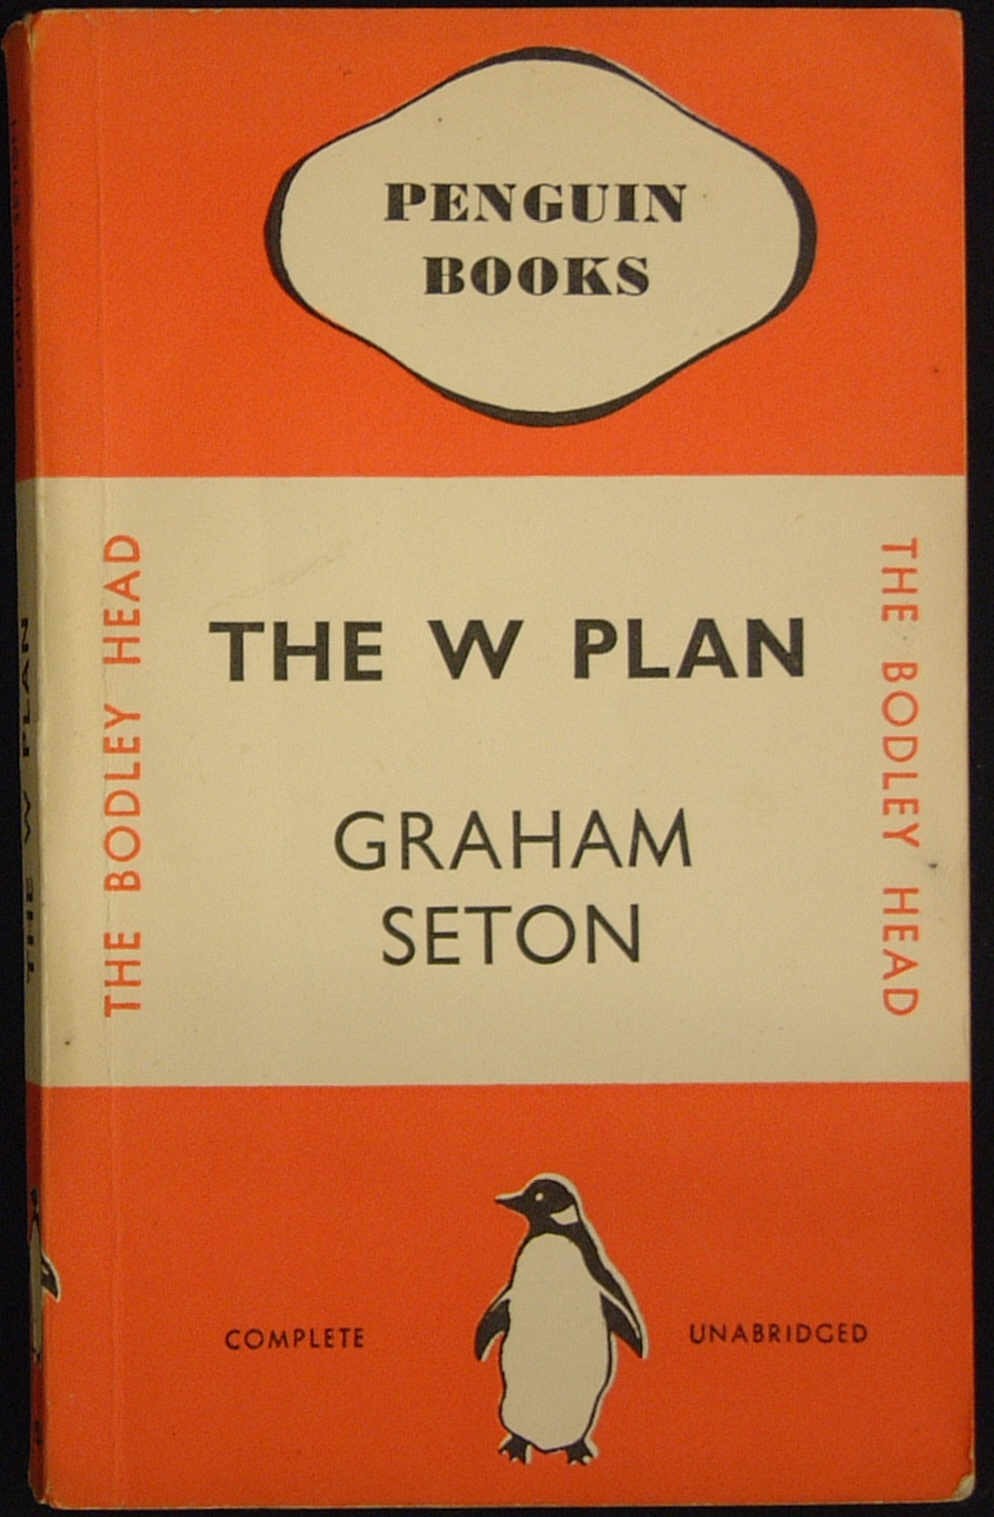 PENGUIN
BOOKS
THE BODLEY HEAD
THE W PLAN
GRAHAM
SETON
THE BODLEY HEAD
COMPLETE
UNABRIDGED
THE W PLAN